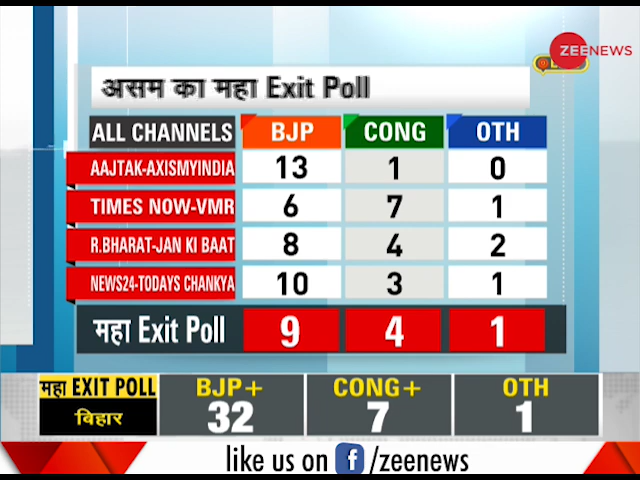 ZEENEWS
असम का महा Exit Poll
ALL CHANNELS BJP CONG OTH
AAJTAK-AXISMYINDIA 13 1 0
TIMES NOW-VMR 6 7 1
R.BHARAT-JAN KI BAAT 8 4 2
NEWS24-TODAYS CHANKYA 10 3 1
महा Exit Poll 9 4 1
महा EXIT POLL BJP+ CONG+ OTH
बिहार 32 7 1
like us on f/zeenews